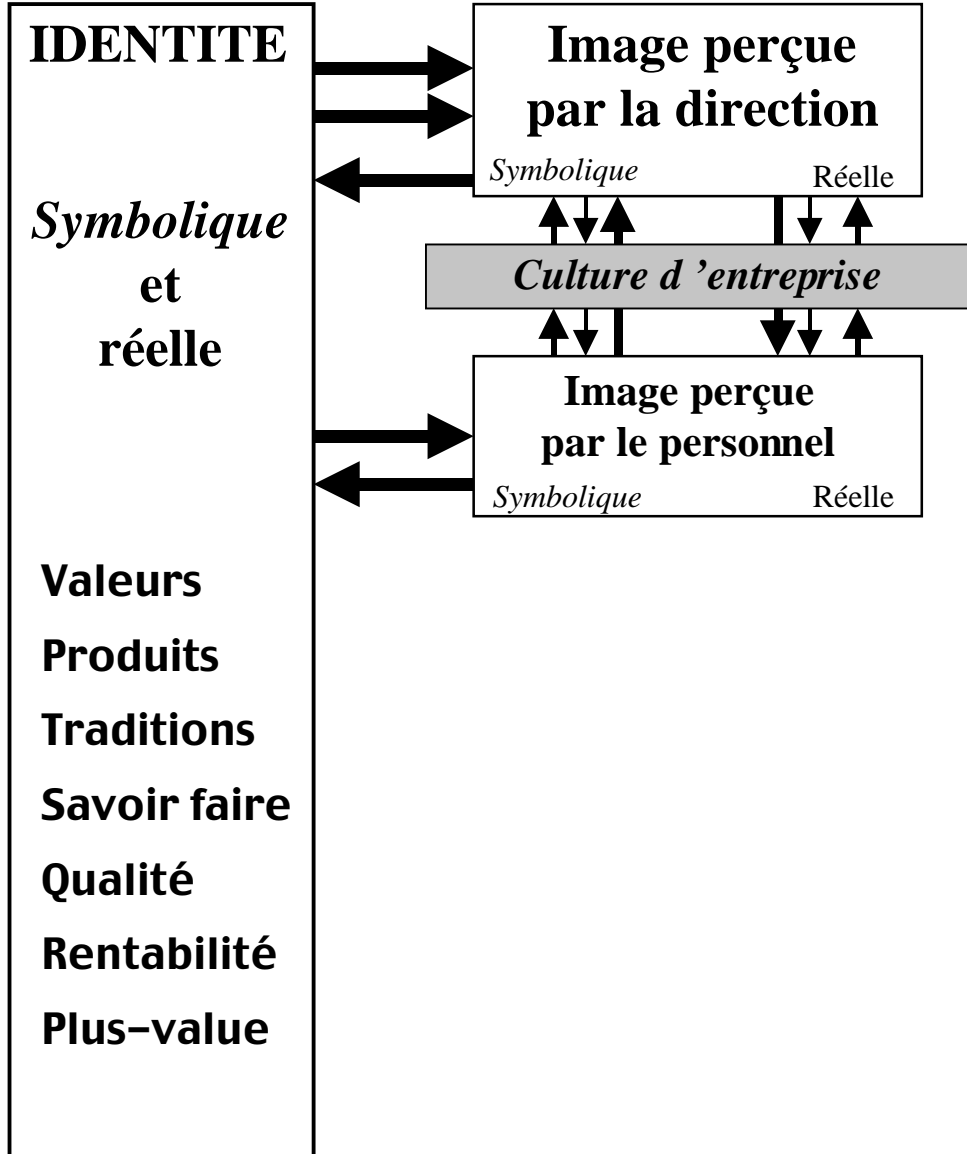 IDENTITE
Symbolique
et
réelle
Valeurs
Produits
Traditions
Savoir faire
Qualité
Rentabilité
Plus-value
Image perçue
par la direction
Symbolique Réelle
Culture d ’entreprise
Image perçue
par le personnel
Symbolique Réelle